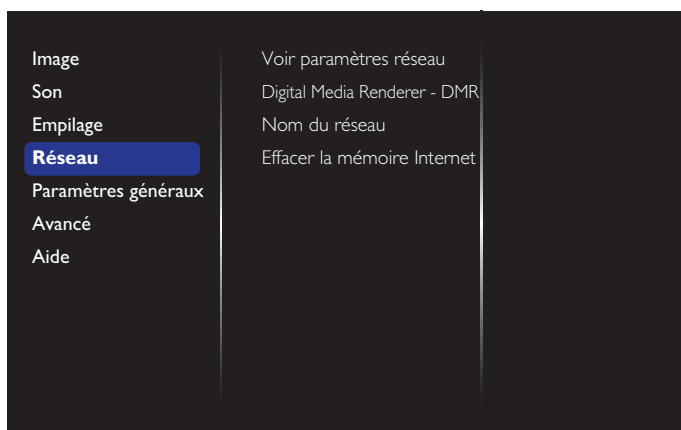 Image
Son
Empilage
Réseau
Paramètres généraux
Avancé
Aide
Voir paramètres réseau
Digital Media Renderer - DMR
Nom du réseau
Effacer la mémoire Internet